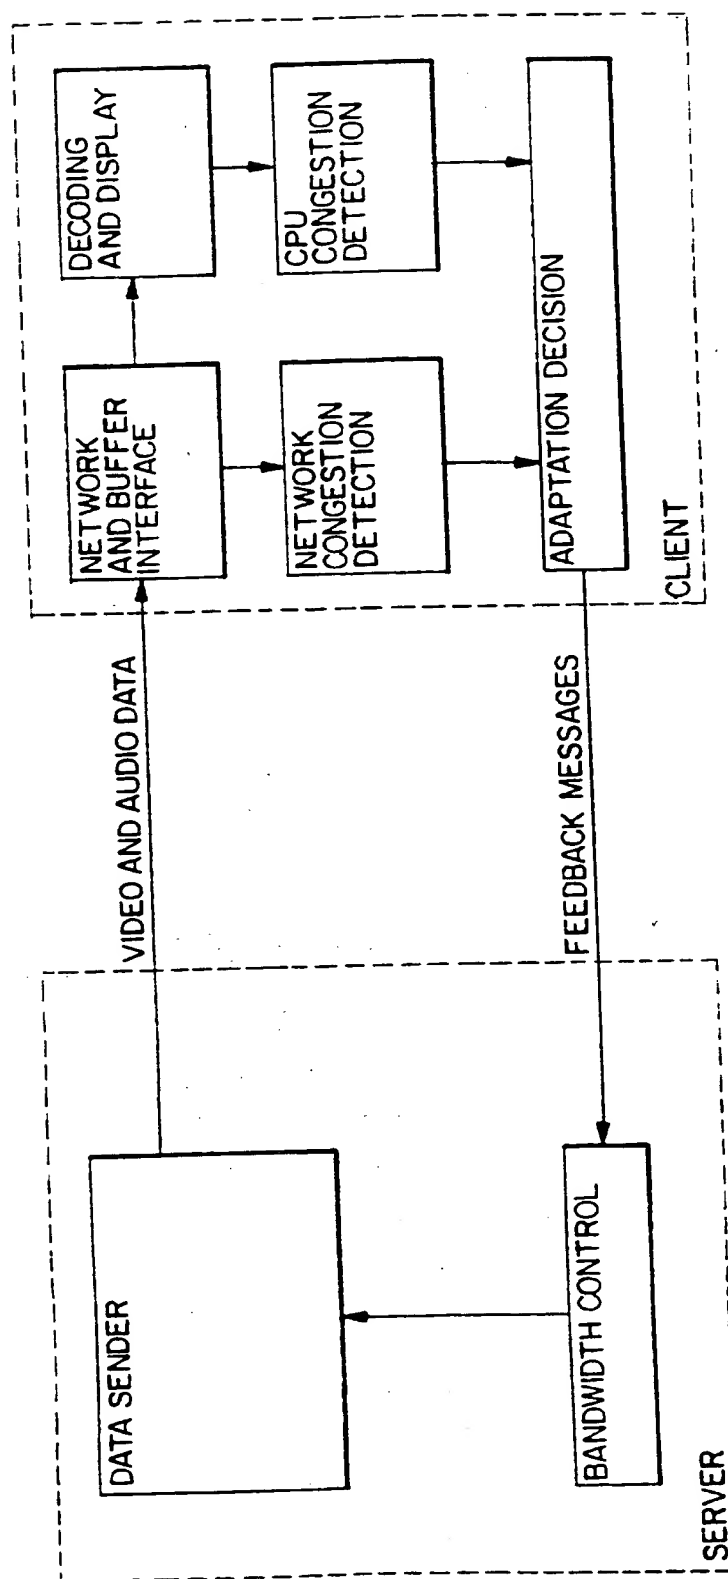 DATA SENDER
BANDWIDTH CONTROL
SERVER
VIDEO AND AUDIO DATA
FEEDBACK MESSAGES
NETWORK
AND BUFFER
INTERFACE
DECODING
AND DISPLAY
NETWORK
CONGESTION
DETECTION
CPU
CONGESTION
DETECTION
ADAPTATION DECISION
CLIENT